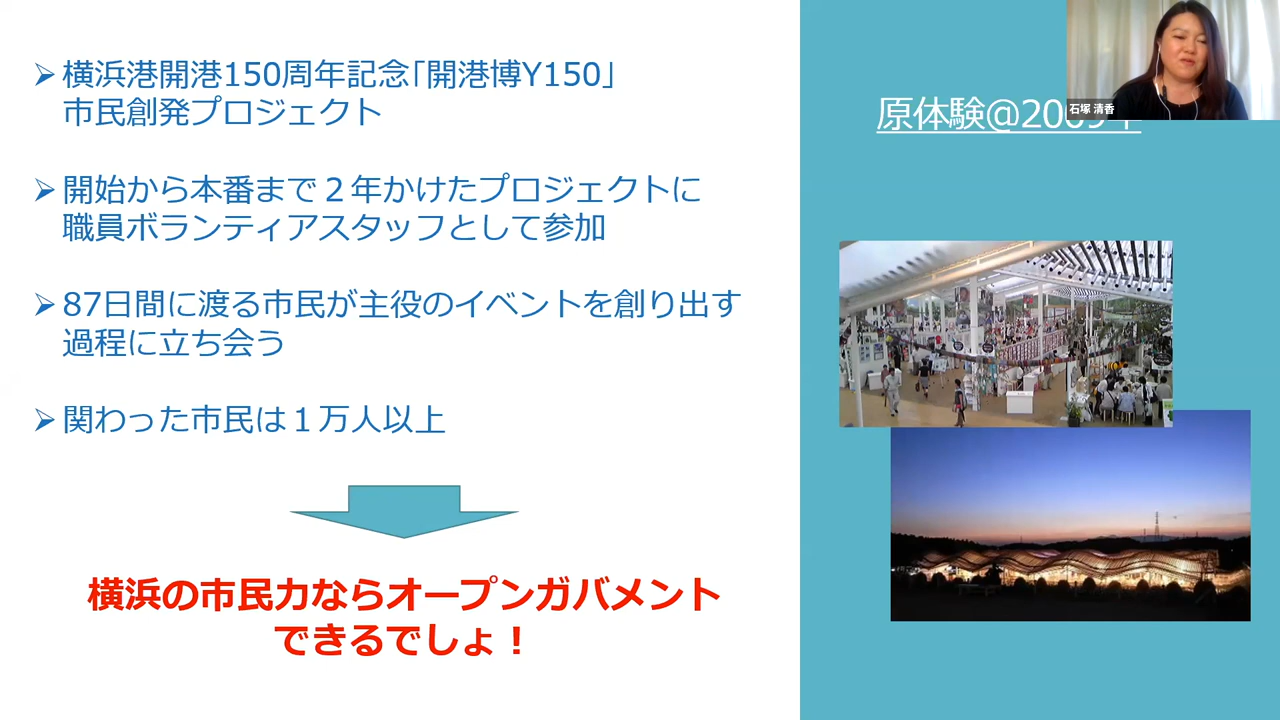 ➢横浜港開港150周年記念｢開港博Y150｣
市民創発プロジェクト
➢開始から本番まで２年かけたプロジェクトに
職員ボランティアスタッフとして参加
➢87日間に渡る市民が主役のイベントを創り出す
過程に立ち会う
➢関わった市民は１万人以上
横浜の市民力ならオープンガバメント
できるでしょ！
石塚 清香
原体験@2009年